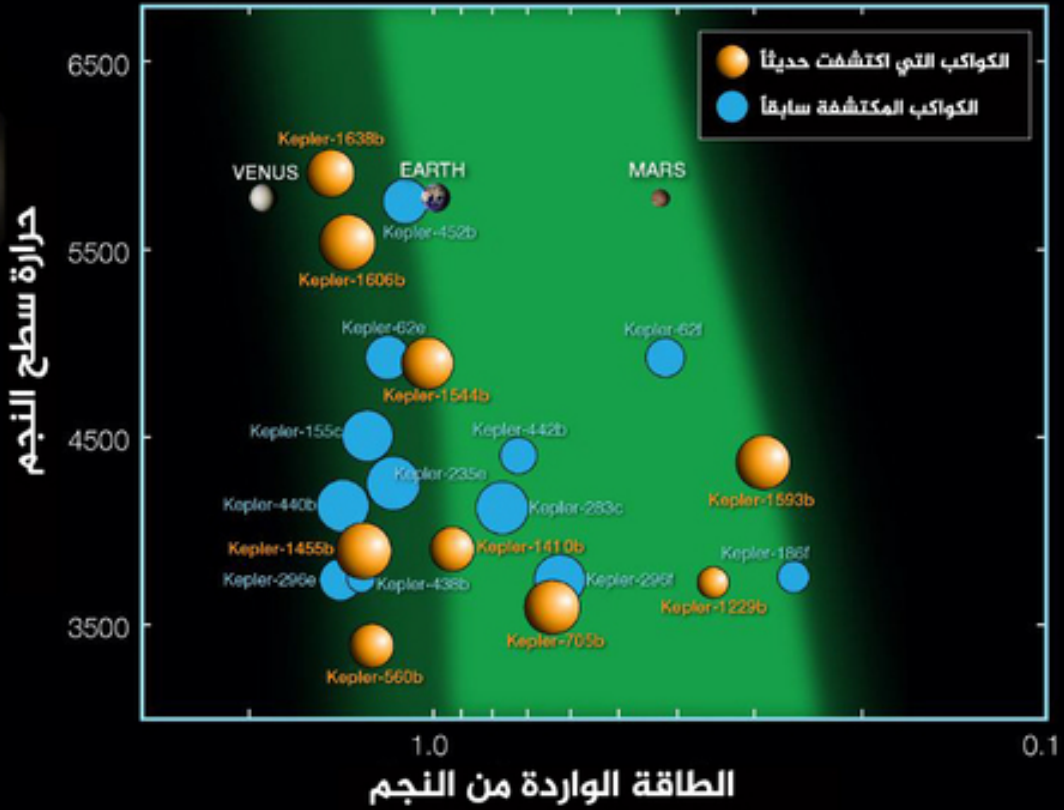 6500
الكواكب التي اكتشفت حديثاً
الكواكب المكتشفة سابقاً
Kepler-1638b
VENUS
EARTH
MARS
Kepler-452b
5500
Kepler-1606b
Kepler-62e
Kepler-62f
Kepler-1544b
Kepler-155c
Kepler-442b
4500
Kepler-235e
Kepler-1593b
Kepler-440b
Kepler-283c
Kepler-1455b
Kepler-1410b
Kepler-186f
Kepler-296e
Kepler-438b
Kepler-296f
Kepler-1229b
3500
Kepler-705b
Kepler-560b
حرارة سطح النجم
1.0
0.1
الطاقة الواردة من النجم